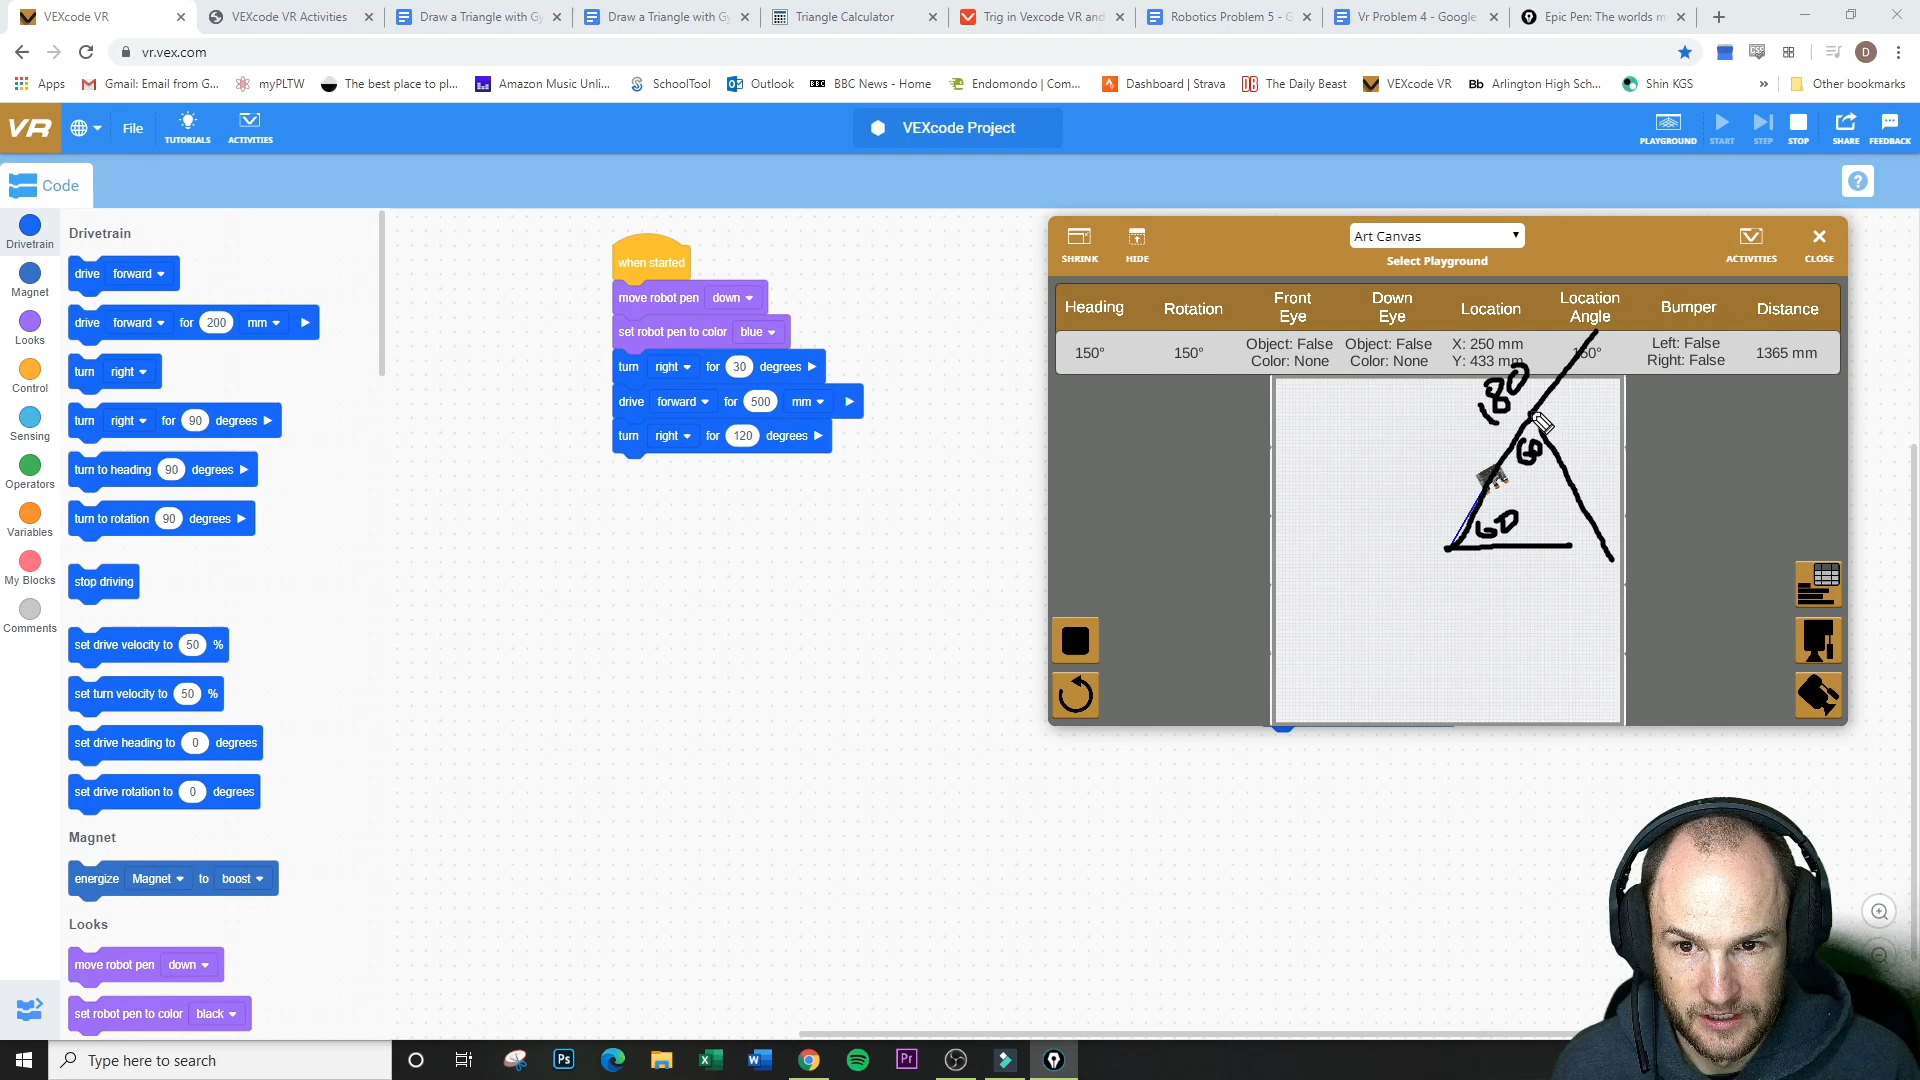 VEXcode VR
VEXcode VR Activities
Draw a Triangle with Gy
Draw a Triangle with Gy
Triangle Calculator
Trig in Vexcode VR and
Robotics Problem 5 - G
Vr Problem 4 - Google
Epic Pen: The worlds m
vr.vex.com
D
Apps
Gmail: Email from G...
myPLTW
The best place to pl...
Amazon Music Unli...
SchoolTool
Outlook
BBC News - Home
Endomondo | Com...
Dashboard | Strava
The Daily Beast
VEXcode VR
Bb Arlington High Sch...
Shin KGS
»
Other bookmarks
VR
File
TUTORIALS
ACTIVITIES
VEXcode Project
PLAYGROUND
START
STEP
STOP
SHARE
FEEDBACK
Code
Drivetrain
Magnet
Looks
Control
Sensing
Operators
Variables
My Blocks
Comments
Drivetrain
drive forward
drive forward for 200 mm
turn right
turn right for 90 degrees
turn to heading 90 degrees
turn to rotation 90 degrees
stop driving
set drive velocity to 50 %
set turn velocity to 50 %
set drive heading to 0 degrees
set drive rotation to 0 degrees
Magnet
energize Magnet to boost
Looks
move robot pen down
set robot pen to color black
when started
move robot pen down
set robot pen to color blue
turn right for 30 degrees
drive forward for 500 mm
turn right for 120 degrees
SHRINK
HIDE
Art Canvas
Select Playground
ACTIVITIES
CLOSE
Heading
Rotation
Front Eye
Down Eye
Location
Location Angle
Bumper
Distance
150°
150°
Object: False
Color: None
Object: False
Color: None
X: 250 mm
Y: 433 mm
150°
Left: False
Right: False
1365 mm
180
60
60
Type here to search
Ps
Pr